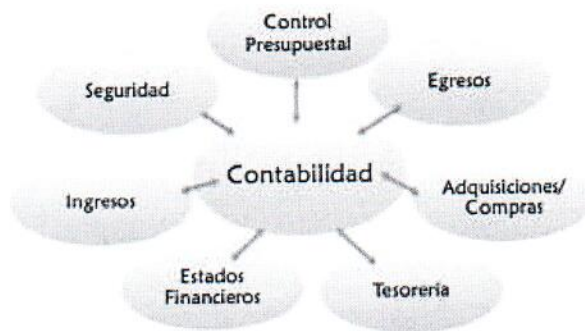 Control
Presupuestal
Seguridad
Egresos
Contabilidad
Ingresos
Adquisiciones/
Compras
Estados
Financieros
Tesorería